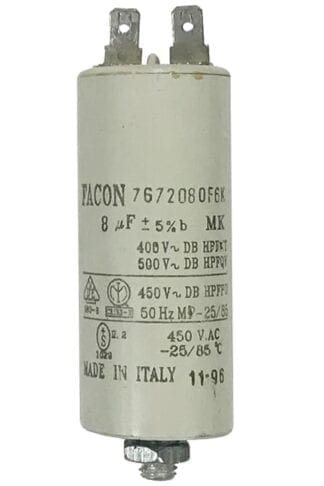 FACON 7672080F6K
8 µF ± 5% b MK
400 V~ DB HPFNT
500 V~ DB HPFQV
450 V~ DB HPFPU
50 Hz MP -25/85
450 V.AC
-25/85 °C
MADE IN ITALY 11-96